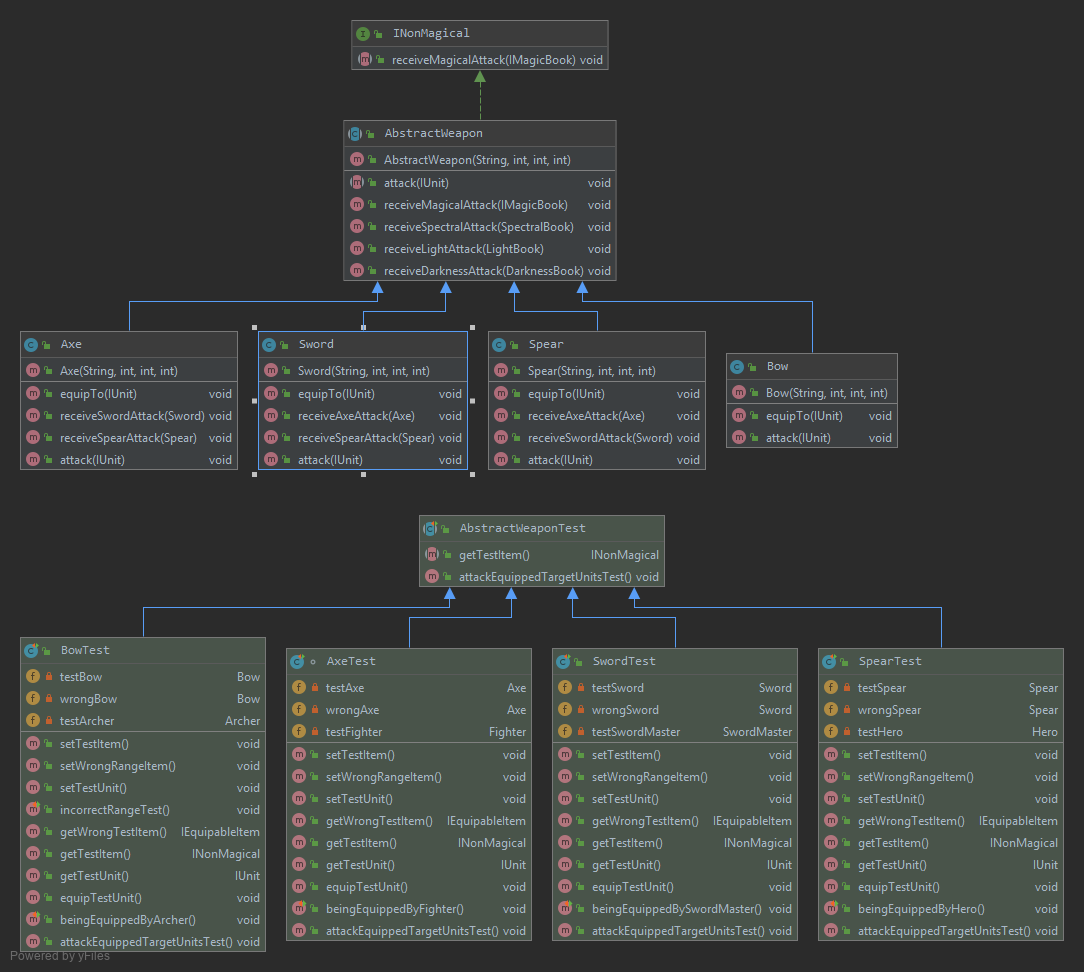 INonMagical
receiveMagicalAttack(IMagicBook) void
AbstractWeapon
AbstractWeapon(String, int, int, int)
attack(IUnit) void
receiveMagicalAttack(IMagicBook) void
receiveSpectralAttack(SpectralBook) void
receiveLightAttack(LightBook) void
receiveDarknessAttack(DarknessBook) void
Axe
Axe(String, int, int, int)
equipTo(IUnit) void
receiveSwordAttack(Sword) void
receiveSpearAttack(Spear) void
attack(IUnit) void
Sword
Sword(String, int, int, int)
equipTo(IUnit) void
receiveAxeAttack(Axe) void
receiveSpearAttack(Spear) void
attack(IUnit) void
Spear
Spear(String, int, int, int)
equipTo(IUnit) void
receiveAxeAttack(Axe) void
receiveSwordAttack(Sword) void
attack(IUnit) void
Bow
Bow(String, int, int, int)
equipTo(IUnit) void
attack(IUnit) void
AbstractWeaponTest
getTestItem() INonMagical
attackEquippedTargetUnitsTest() void
BowTest
testBow Bow
wrongBow Bow
testArcher Archer
setTestItem() void
setWrongRangeItem() void
setTestUnit() void
incorrectRangeTest() void
getWrongTestItem() IEquipableItem
getTestItem() INonMagical
getTestUnit() IUnit
equipTestUnit() void
beingEquippedByArcher() void
attackEquippedTargetUnitsTest() void
AxeTest
testAxe Axe
wrongAxe Axe
testFighter Fighter
setTestItem() void
setWrongRangeItem() void
setTestUnit() void
getWrongTestItem() IEquipableItem
getTestItem() INonMagical
getTestUnit() IUnit
equipTestUnit() void
beingEquippedByFighter() void
attackEquippedTargetUnitsTest() void
SwordTest
testSword Sword
wrongSword Sword
testSwordMaster SwordMaster
setTestItem() void
setWrongRangeItem() void
setTestUnit() void
getWrongTestItem() IEquipableItem
getTestItem() INonMagical
getTestUnit() IUnit
equipTestUnit() void
beingEquippedBySwordMaster() void
attackEquippedTargetUnitsTest() void
SpearTest
testSpear Spear
wrongSpear Spear
testHero Hero
setTestItem() void
setWrongRangeItem() void
setTestUnit() void
getWrongTestItem() IEquipableItem
getTestItem() INonMagical
getTestUnit() IUnit
equipTestUnit() void
beingEquippedByHero() void
attackEquippedTargetUnitsTest() void
Powered by yFiles